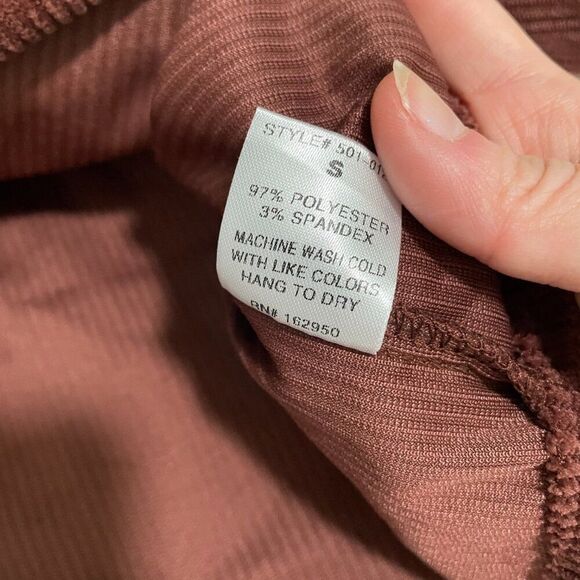 STYLE# 501-01
S
97% POLYESTER
3% SPANDEX
MACHINE WASH COLD
WITH LIKE COLORS
HANG TO DRY
RN# 162950